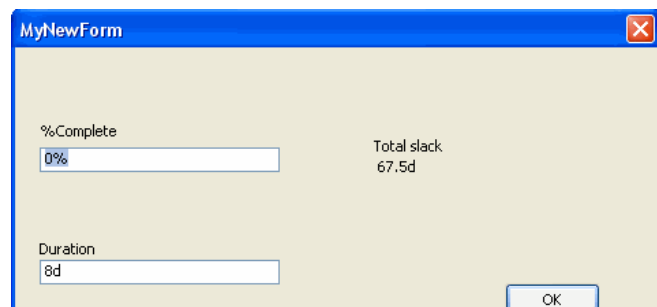 MyNewForm
%Complete
0%
Total slack
67.5d
Duration
8d
OK